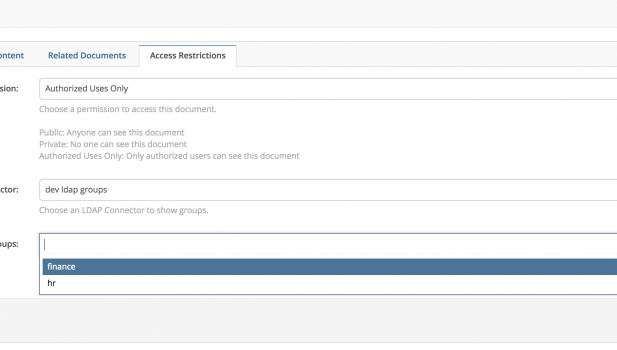 ontent Related Documents Access Restrictions
sion: Authorized Uses Only
Choose a permission to access this document.
Public: Anyone can see this document
Private: No one can see this document
Authorized Uses Only: Only authorized users can see this document
ctor: dev ldap groups
Choose an LDAP Connector to show groups.
oups:
finance
hr